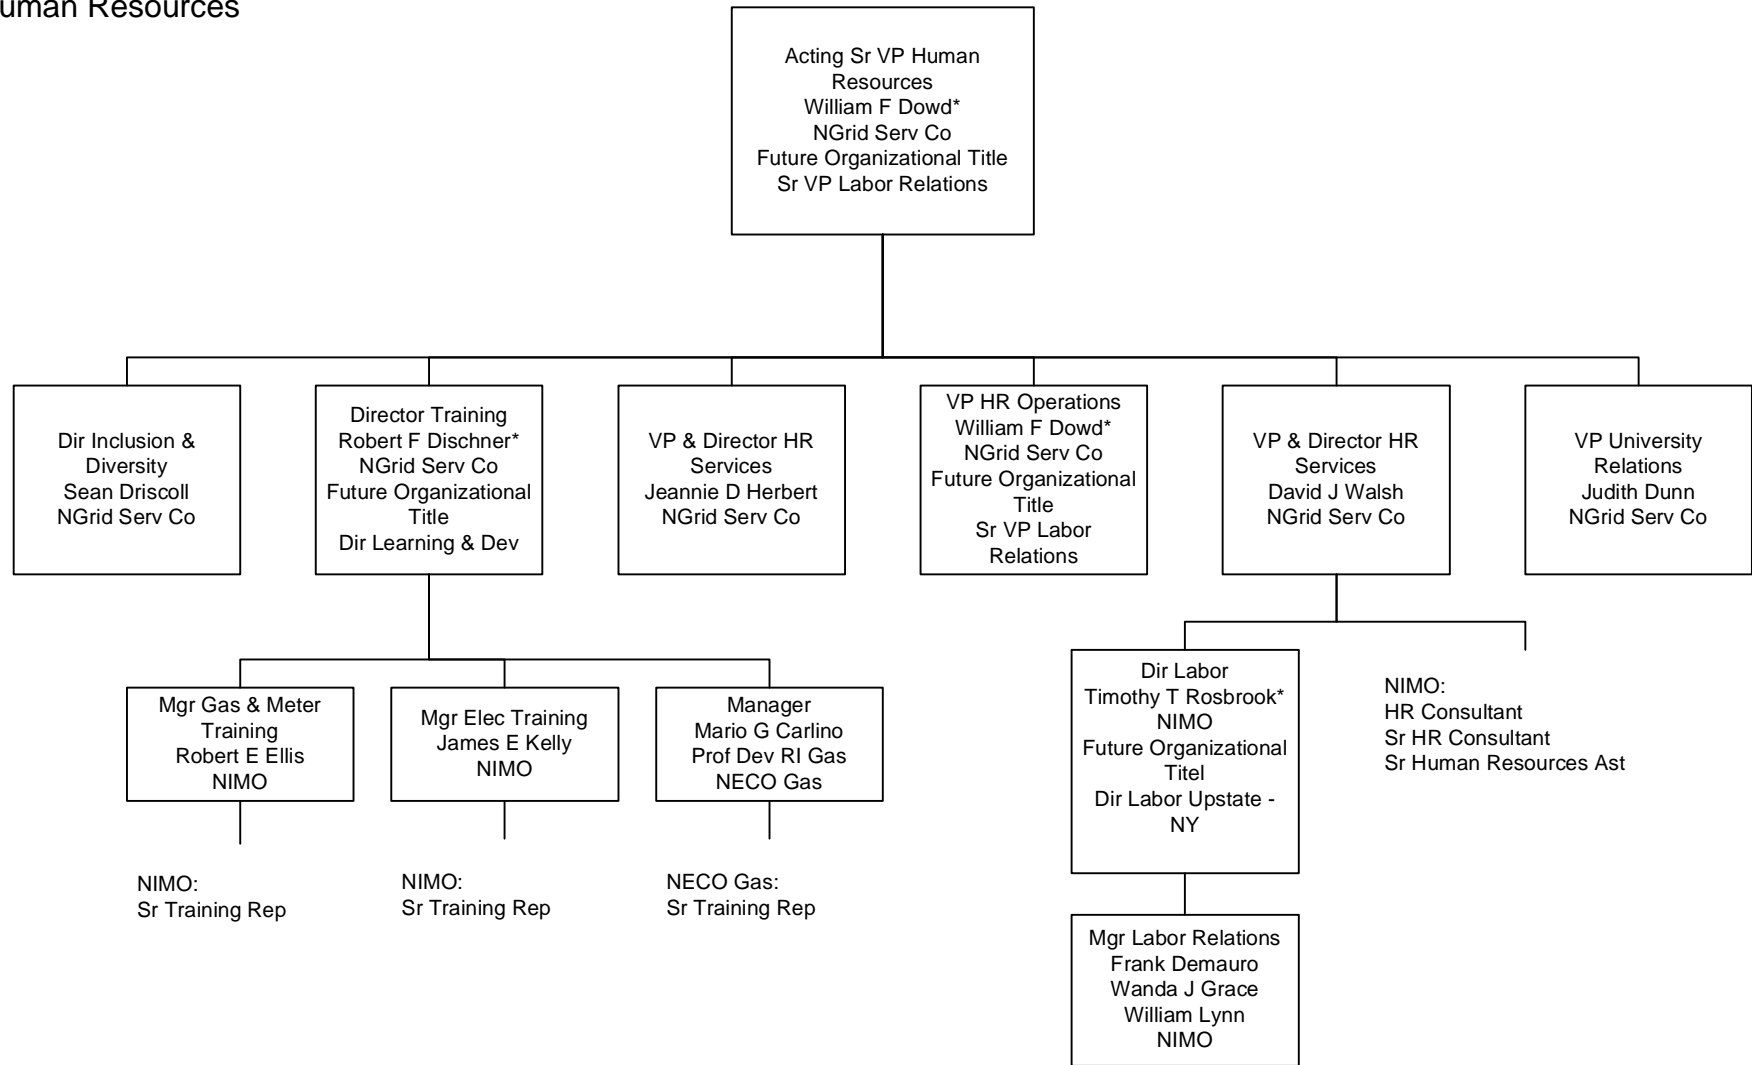 uman Resources
Acting Sr VP Human
Resources
William F Dowd*
NGrid Serv Co
Future Organizational Title
Sr VP Labor Relations
Dir Inclusion &
Diversity
Sean Driscoll
NGrid Serv Co
Director Training
Robert F Dischner*
NGrid Serv Co
Future Organizational
Title
Dir Learning & Dev
VP & Director HR
Services
Jeannie D Herbert
NGrid Serv Co
VP HR Operations
William F Dowd*
NGrid Serv Co
Future Organizational
Title
Sr VP Labor
Relations
VP & Director HR
Services
David J Walsh
NGrid Serv Co
VP University
Relations
Judith Dunn
NGrid Serv Co
Mgr Gas & Meter
Training
Robert E Ellis
NIMO
Mgr Elec Training
James E Kelly
NIMO
Manager
Mario G Carlino
Prof Dev RI Gas
NECO Gas
Dir Labor
Timothy T Rosbrook*
NIMO
Future Organizational
Titel
Dir Labor Upstate -
NY
NIMO:
HR Consultant
Sr HR Consultant
Sr Human Resources Ast
NIMO:
Sr Training Rep
NIMO:
Sr Training Rep
NECO Gas:
Sr Training Rep
Mgr Labor Relations
Frank Demauro
Wanda J Grace
William Lynn
NIMO